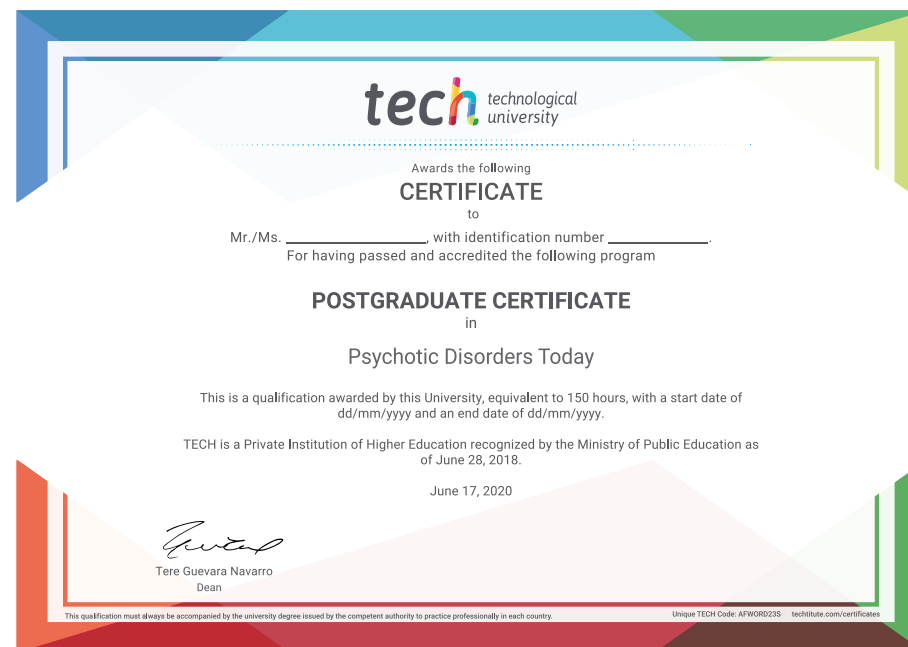 tech technological
university
Awards the following
CERTIFICATE
to
Mr./Ms. ____________________, with identification number ______________.
For having passed and accredited the following program
POSTGRADUATE CERTIFICATE
in
Psychotic Disorders Today
This is a qualification awarded by this University, equivalent to 150 hours, with a start date of
dd/mm/yyyy and an end date of dd/mm/yyyy.
TECH is a Private Institution of Higher Education recognized by the Ministry of Public Education as
of June 28, 2018.
June 17, 2020
Tere Guevara Navarro
Dean
This qualification must always be accompanied by the university degree issued by the competent authority to practice professionally in each country.
Unique TECH Code: AFWORD23S techtitute.com/certificates